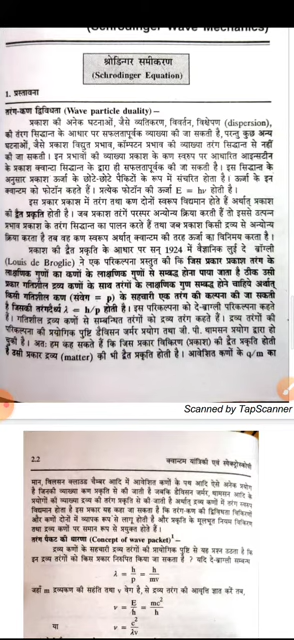 (Schrodinger Wave Mechanics)
श्रोडिन्गर समीकरण
(Schrodinger Equation)
1. प्रस्तावना
तरंग-कण द्विविधता (Wave particle duality) –
प्रकाश की अनेक घटनाओं, जैसे व्यतिकरण, विवर्तन, विक्षेपण (dispersion),
की तरंग सिद्धान्त के आधार पर सफलतापूर्वक व्याख्या की जा सकती है, परन्तु कुछ अन्य
घटनाओं, जैसे प्रकाश विद्युत प्रभाव, कॉम्पटन प्रभाव की व्याख्या तरंग सिद्धान्त से नहीं
की जा सकती । इन प्रभावों की व्याख्या प्रकाश के कण स्वरुप पर आधारित आइन्सटीन
के प्रकाश क्वान्टा सिद्धान्त के द्वारा ही सफलतापूर्वक की जा सकती है। इस सिद्धान्त के
अनुसार प्रकाश ऊर्जा के छोटे-छोटे पैकिटों के रूप में संचरित होता है। ऊर्जा के इन
क्वान्टम को फोटॉन कहते हैं। प्रत्येक फोटॉन की ऊर्जा E = hν होती है।
इस प्रकार प्रकाश में तरंग तथा कण दोनों स्वरूप विद्यमान होते हैं अर्थात् प्रकाश
की द्वैत प्रकृति होती है। जब प्रकाश तरंगें परस्पर अन्योन्य क्रिया करती हैं तो इससे उत्पन्न
प्रभाव प्रकाश के तरंग सिद्धान्त का पालन करते हैं तथा जब प्रकाश किसी द्रव्य से अन्योन्य
क्रिया करता है तब वह कण स्वरूप अर्थात् क्वान्टम की तरह ऊर्जा का विनिमय करता है।
प्रकाश की द्वैत प्रकृति के आधार पर सन् 1924 में वैज्ञानिक लुई दे ब्रॉग्ली
(Louis de Broglie) ने एक परिकल्पना प्रस्तुत की कि जिस प्रकार प्रकाश तरंग के
लाक्षणिक गुणों का कणों के लाक्षणिक गुणों से सम्बद्ध होना पाया जाता है ठीक उसी
प्रकार गतिशील द्रव्य कणों के साथ तरंगों के लाक्षणिक गुण सम्बद्ध होने चाहिये अर्थात्
किसी गतिशील कण (संवेग = p) के सहचारी एक तरंग की कल्पना की जा सकती
है जिसकी तरंगदैर्ध्य λ = h/p होती है। इस परिकल्पना को दे-ब्राग्ली परिकल्पना कहते
हैं। गतिशील द्रव्य कणों से सम्बन्धित तरंगों को द्रव्य तरंग कहते हैं। द्रव्य तरंगों की
परिकल्पना की प्रयोगिक पुष्टि डैविसन जर्मर प्रयोग तथा जी. पी. थामसन प्रयोग द्वारा हो
चुकी है। अतः हम कह सकते हैं कि जिस प्रकार विकिरण (प्रकाश) की द्वैत प्रकृति होती
है उसी प्रकार द्रव्य (matter) की भी द्वैत प्रकृति होती है। आवेशित कणों के q/m का
Scanned by TapScanner
2.2
क्वान्टम यांत्रिकी एवं स्पेक्ट्रोस्कोपी
मान, विलसन क्लाउड चैम्बर आदि में आवेशित कणों के पथ आदि ऐसे अनेक प्रयोग
है जिनकी व्याख्या कण प्रकृति से की जाती है जबकि डैविसन जर्मर, थामसन आदि के
प्रयोगों की व्याख्या द्रव्य की तरंग प्रकृति से की जाती है अर्थात् द्रव्य कणों में तरंग स्वरूप
विद्यमान होता है इस प्रकार यह कहा जा सकता है कि तरंग-कण की द्विविधता विकिरण
और कणों दोनों में व्यापक रूप से लागू होती है और प्रकृति के मूलभूत नियम विकिरण
तथा द्रव्य कणों पर समान रूप से प्रयुक्त होते हैं।
तरंग पैकेट की धारणा (Concept of wave packet) –
द्रव्य कणों के सहचारी द्रव्य तरंगों की प्रायोगिक पुष्टि से यह प्रश्न उठता है कि
इन द्रव्य तरंगों को किस प्रकार निरुपित किया जा सकता है ? यदि दे-ब्राग्ली सम्बन्ध
λ = h/p = h/mv
जहाँ m द्रव्यकण की संहति तथा v वेग है, से द्रव्य तरंग की आवृति ज्ञात करें तब,
ν = E/h = mc²/h
या ν = c²/λv